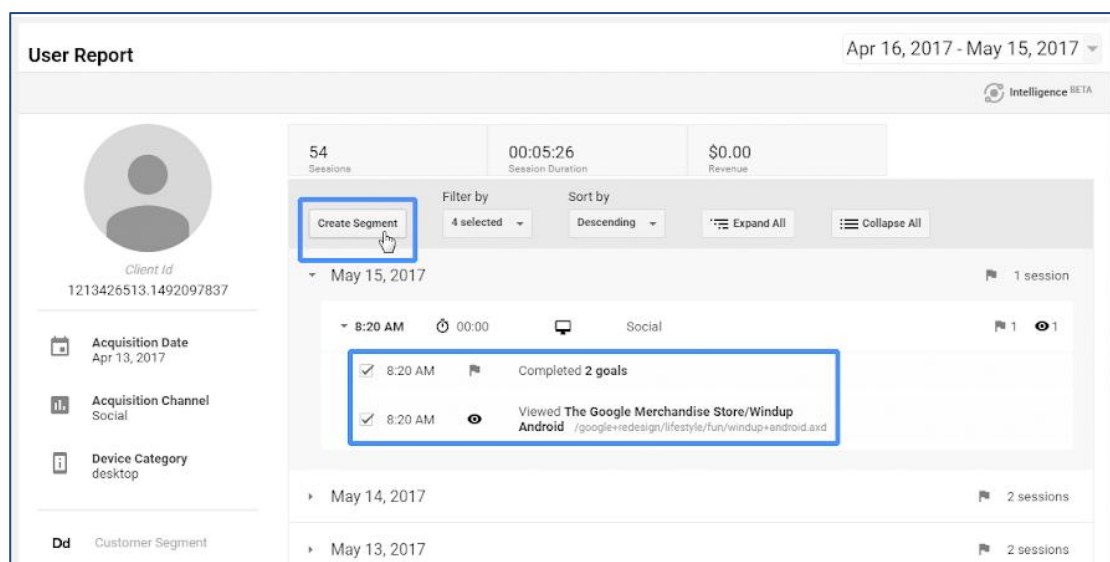 User Report
Apr 16, 2017 - May 15, 2017
Intelligence BETA
54
Sessions
00:05:26
Session Duration
$0.00
Revenue
Filter by
Sort by
Create Segment
4 selected
Descending
Expand All
Collapse All
Client Id
1213426513.1492097837
May 15, 2017
1 session
8:20 AM
00:00
Social
1
1
Acquisition Date
Apr 13, 2017
8:20 AM
Completed 2 goals
Acquisition Channel
Social
8:20 AM
Viewed The Google Merchandise Store/Windup
Android /google+redesign/lifestyle/fun/windup+android.axd
Device Category
desktop
May 14, 2017
2 sessions
Dd
Customer Segment
May 13, 2017
2 sessions